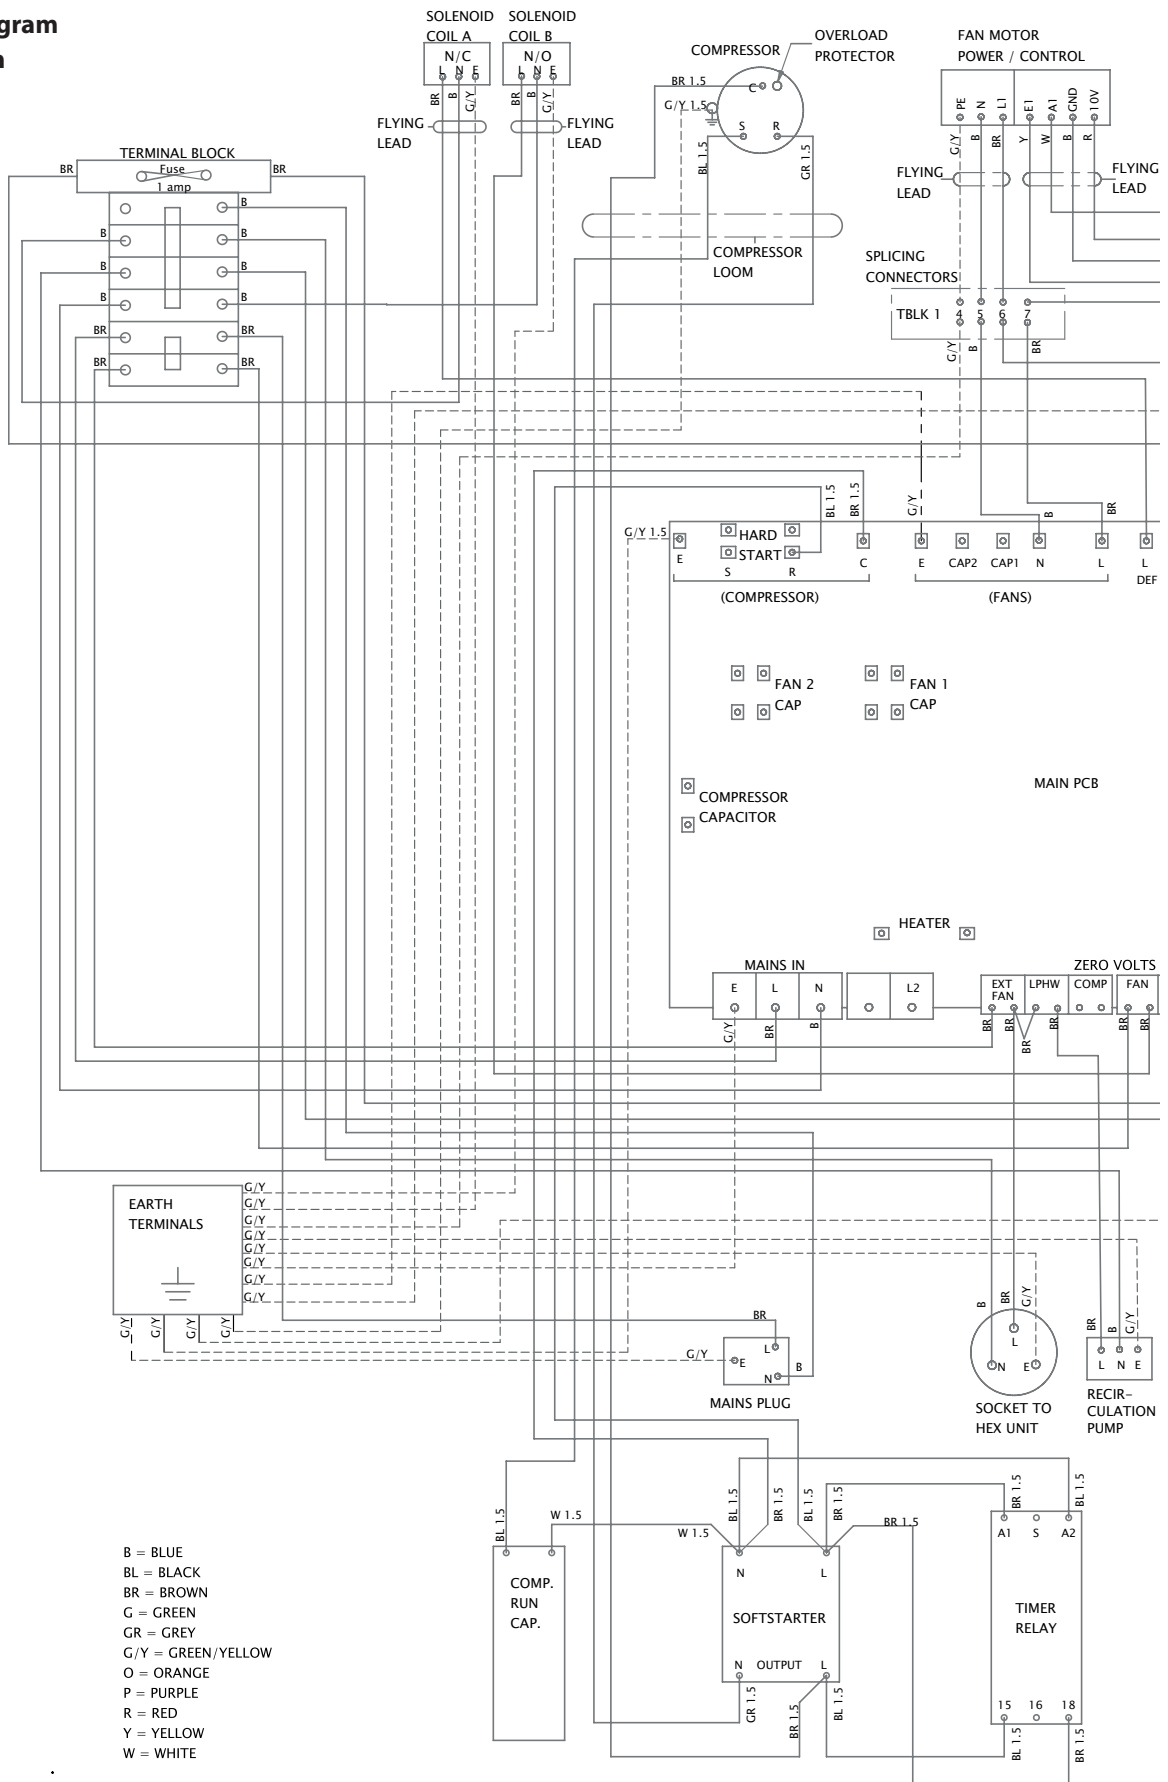 gram
SOLENOID SOLENOID
COIL A COIL B
N/C N/O
L N E L N E
BR B G/Y BR B G/Y
FLYING LEAD
FLYING LEAD
COMPRESSOR
OVERLOAD PROTECTOR
BR 1.5
G/Y 1.5
C
S R
BL 1.5
GR 1.5
COMPRESSOR LOOM
FAN MOTOR
POWER / CONTROL
PE N L1 E1 A1 GND 10V
G/Y B BR Y W B R
FLYING LEAD
FLYING LEAD
SPLICING CONNECTORS
TBLK 1 4 5 6 7
G/Y B BR
TERMINAL BLOCK
BR Fuse BR
1 amp
B
B B
B B
B B
BR BR
BR BR
G/Y 1.5
BL 1.5
BR 1.5
G/Y
B
BR
HARD
START
E S R C
(COMPRESSOR)
E CAP2 CAP1 N L
(FANS)
L
DEF
FAN 2
CAP
FAN 1
CAP
COMPRESSOR
CAPACITOR
MAIN PCB
HEATER
MAINS IN
E L N
L2
G/Y BR B
ZERO VOLTS
EXT FAN LPHW COMP FAN
BR BR BR BR BR BR
EARTH
TERMINALS
G/Y
G/Y
G/Y
G/Y
G/Y
G/Y
G/Y
G/Y
G/Y G/Y G/Y G/Y
BR
L
G/Y E
N B
MAINS PLUG
B BR G/Y
L
N E
SOCKET TO
HEX UNIT
BR B G/Y
L N E
RECIR-
CULATION
PUMP
BL 1.5
W 1.5
W 1.5
COMP.
RUN
CAP.
BL 1.5 BR 1.5 BL 1.5 BR 1.5
BR 1.5
N L
SOFTSTARTER
N OUTPUT L
GR 1.5 BR 1.5 BL 1.5
BR 1.5 BL 1.5
A1 S A2
TIMER
RELAY
15 16 18
BL 1.5 BR 1.5
B = BLUE
BL = BLACK
BR = BROWN
G = GREEN
GR = GREY
G/Y = GREEN/YELLOW
O = ORANGE
P = PURPLE
R = RED
Y = YELLOW
W = WHITE